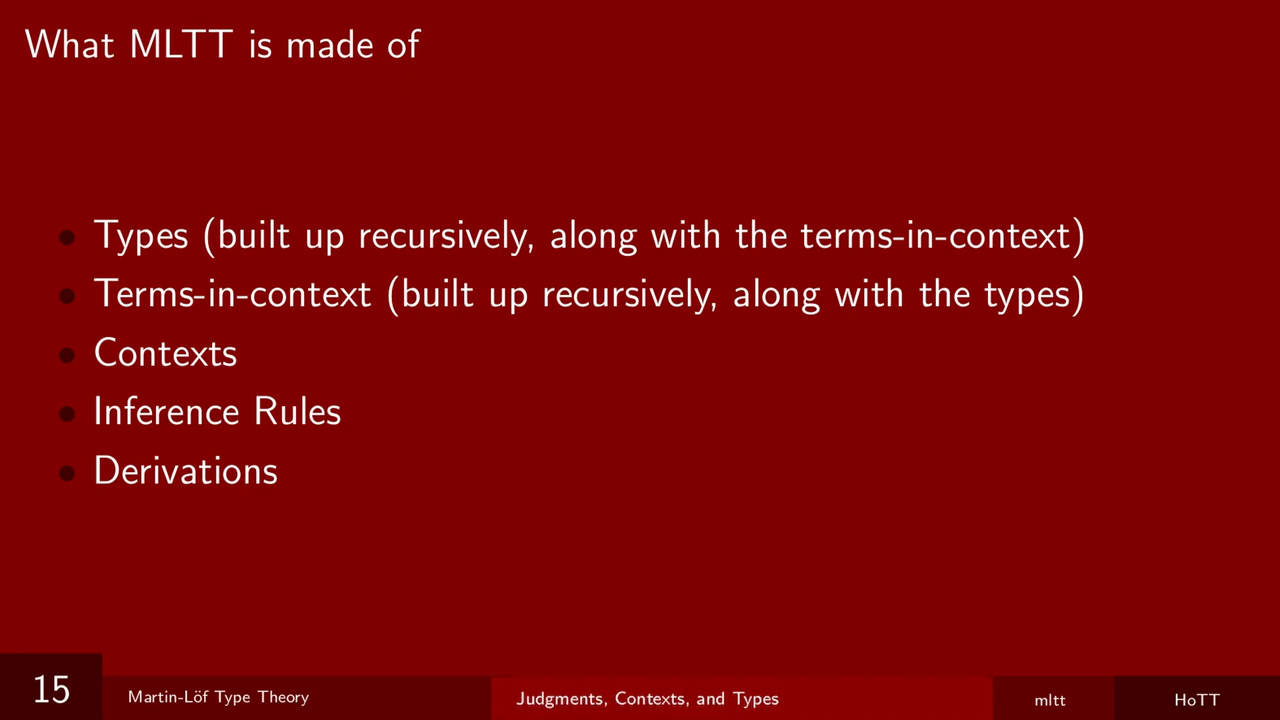 What MLTT is made of
• Types (built up recursively, along with the terms-in-context)
• Terms-in-context (built up recursively, along with the types)
• Contexts
• Inference Rules
• Derivations
15 Martin-Löf Type Theory Judgments, Contexts, and Types mltt HoTT